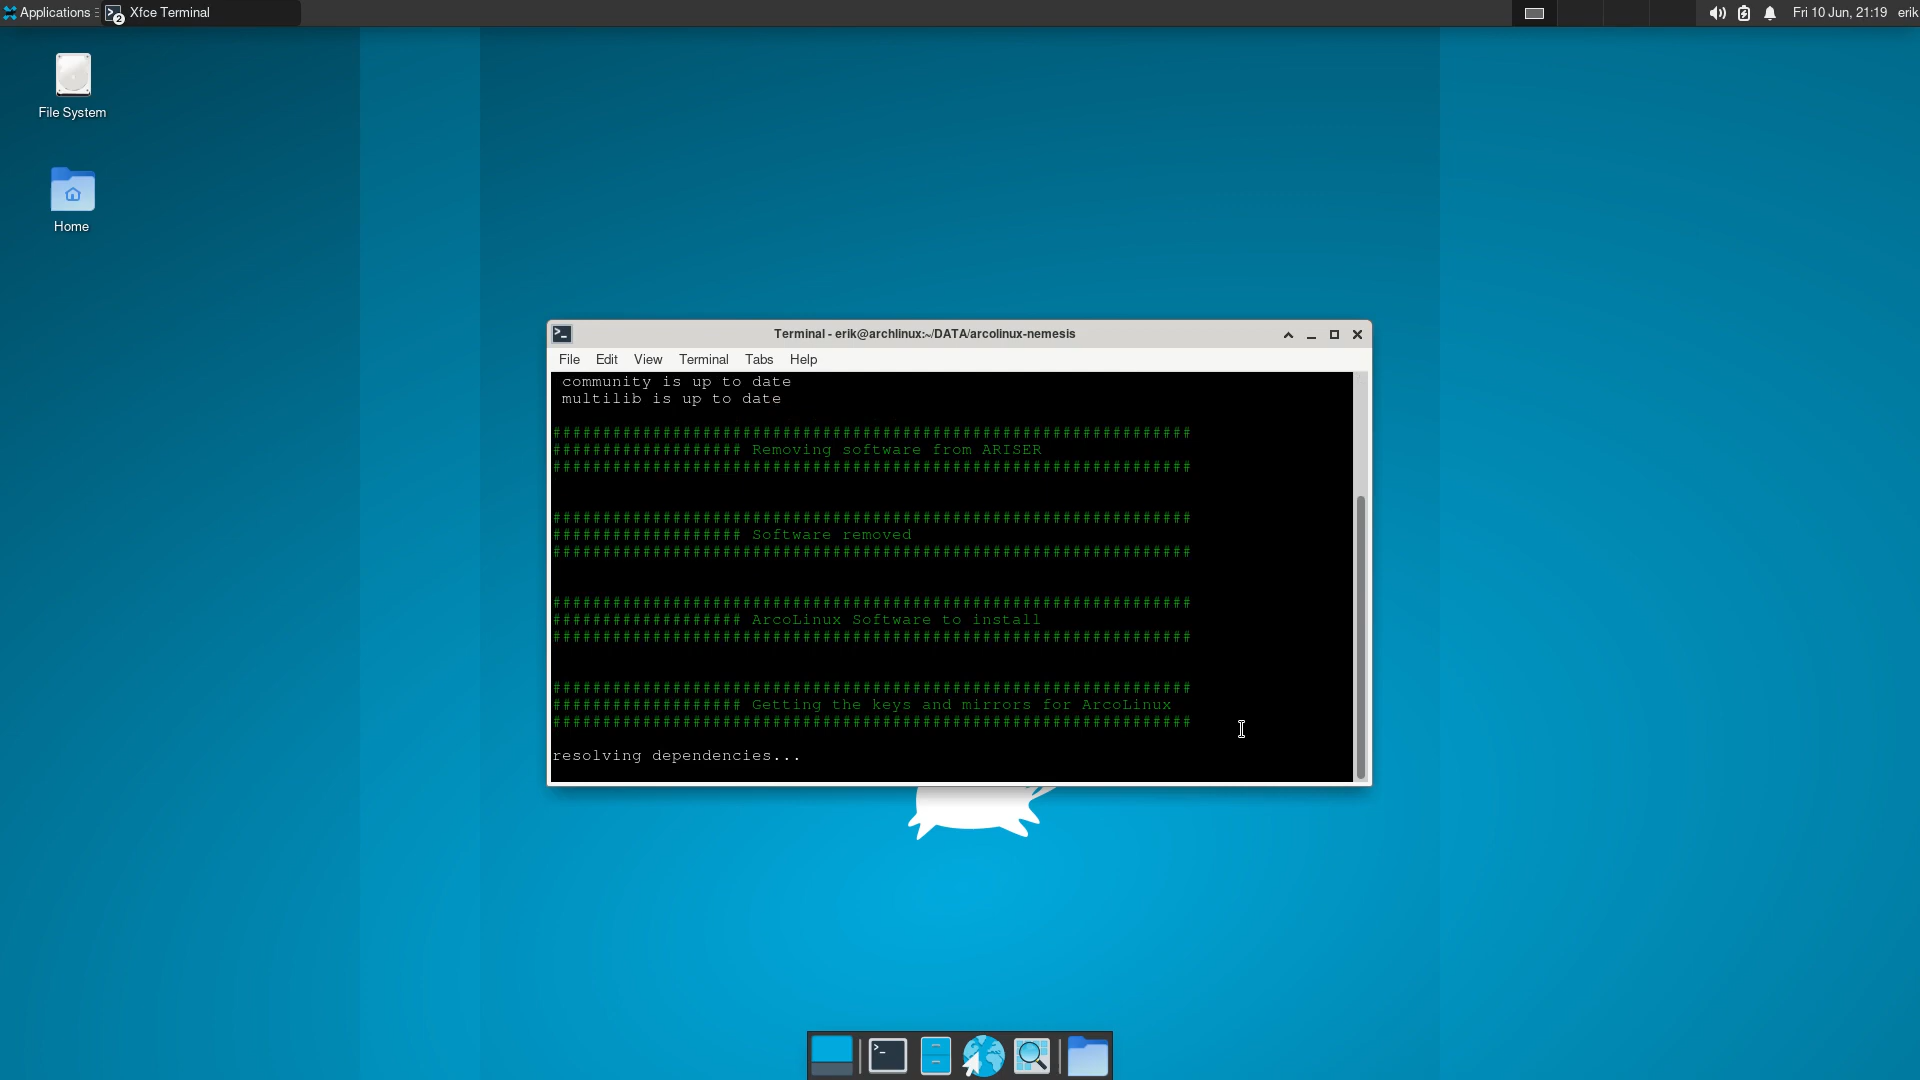 Applications
2
Xfce Terminal
Fri 10 Jun, 21:19
erik
File System
Home
Terminal - erik@archlinux:~/DATA/arcolinux-nemesis
File Edit View Terminal Tabs Help
community is up to date
multilib is up to date
################################################################
################### Removing software from ARISER
################################################################
################################################################
################### Software removed
################################################################
################################################################
################### ArcoLinux Software to install
################################################################
################################################################
################### Getting the keys and mirrors for ArcoLinux
################################################################
resolving dependencies...